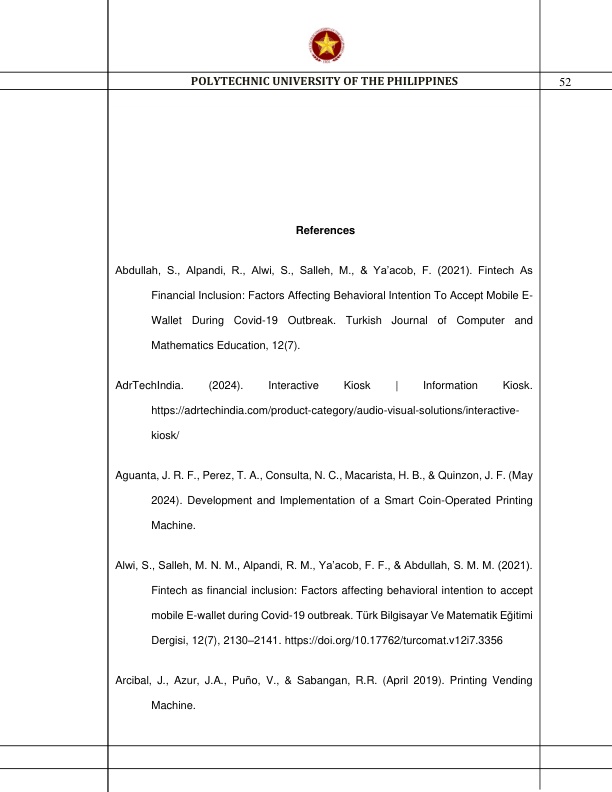 POLYTECHNIC UNIVERSITY OF THE PHILIPPINES 52
References
Abdullah, S., Alpandi, R., Alwi, S., Salleh, M., & Ya’acob, F. (2021). Fintech As
Financial Inclusion: Factors Affecting Behavioral Intention To Accept Mobile E-
Wallet During Covid-19 Outbreak. Turkish Journal of Computer and
Mathematics Education, 12(7).
AdrTechIndia. (2024). Interactive Kiosk | Information Kiosk.
https://adrtechindia.com/product-category/audio-visual-solutions/interactive-
kiosk/
Aguanta, J. R. F., Perez, T. A., Consulta, N. C., Macarista, H. B., & Quinzon, J. F. (May
2024). Development and Implementation of a Smart Coin-Operated Printing
Machine.
Alwi, S., Salleh, M. N. M., Alpandi, R. M., Ya’acob, F. F., & Abdullah, S. M. M. (2021).
Fintech as financial inclusion: Factors affecting behavioral intention to accept
mobile E-wallet during Covid-19 outbreak. Türk Bilgisayar Ve Matematik Eğitimi
Dergisi, 12(7), 2130–2141. https://doi.org/10.17762/turcomat.v12i7.3356
Arcibal, J., Azur, J.A., Puño, V., & Sabangan, R.R. (April 2019). Printing Vending
Machine.